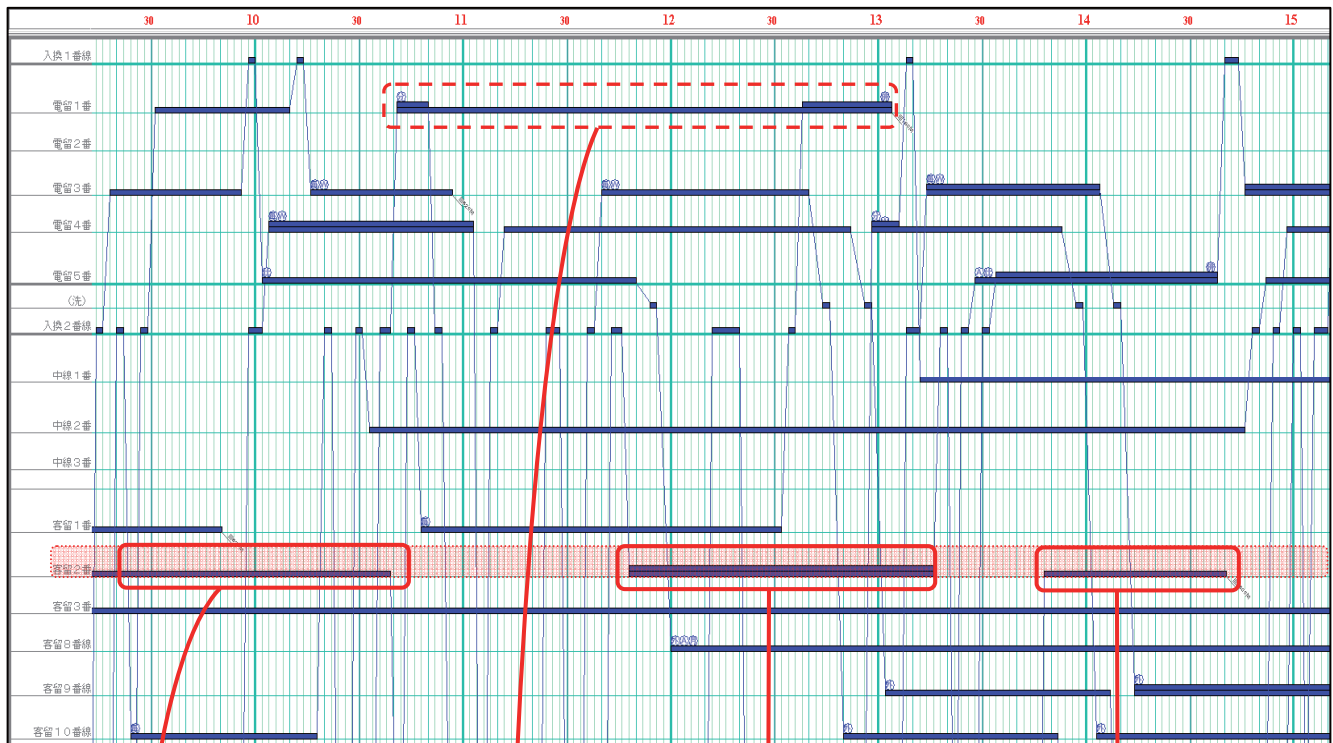 30 10 30 11 30 12 30 13 30 14 30 15
入換1番線
電留1番
電留2番
電留3番
電留4番
電留5番
(洗)
入換2番線
中線1番
中線2番
中線3番
客留1番
客留2番
客留3番
客留8番線
客留9番線
客留10番線